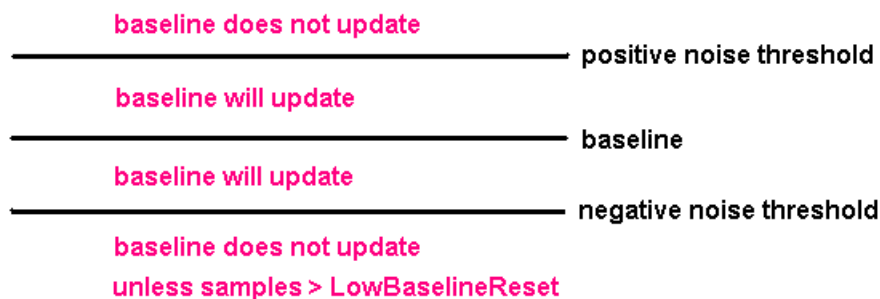 baseline does not update
positive noise threshold
baseline will update
baseline
baseline will update
negative noise threshold
baseline does not update
unless samples > LowBaselineReset